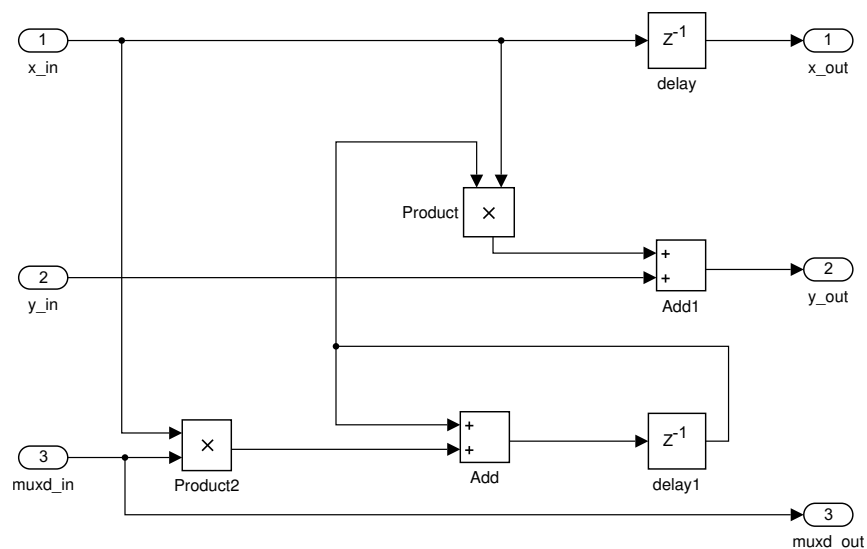 1
x_in
Z-1
delay
1
x_out
Product
×
2
y_in
+
+
Add1
2
y_out
3
muxd_in
×
Product2
+
+
Add
Z-1
delay1
3
muxd_out